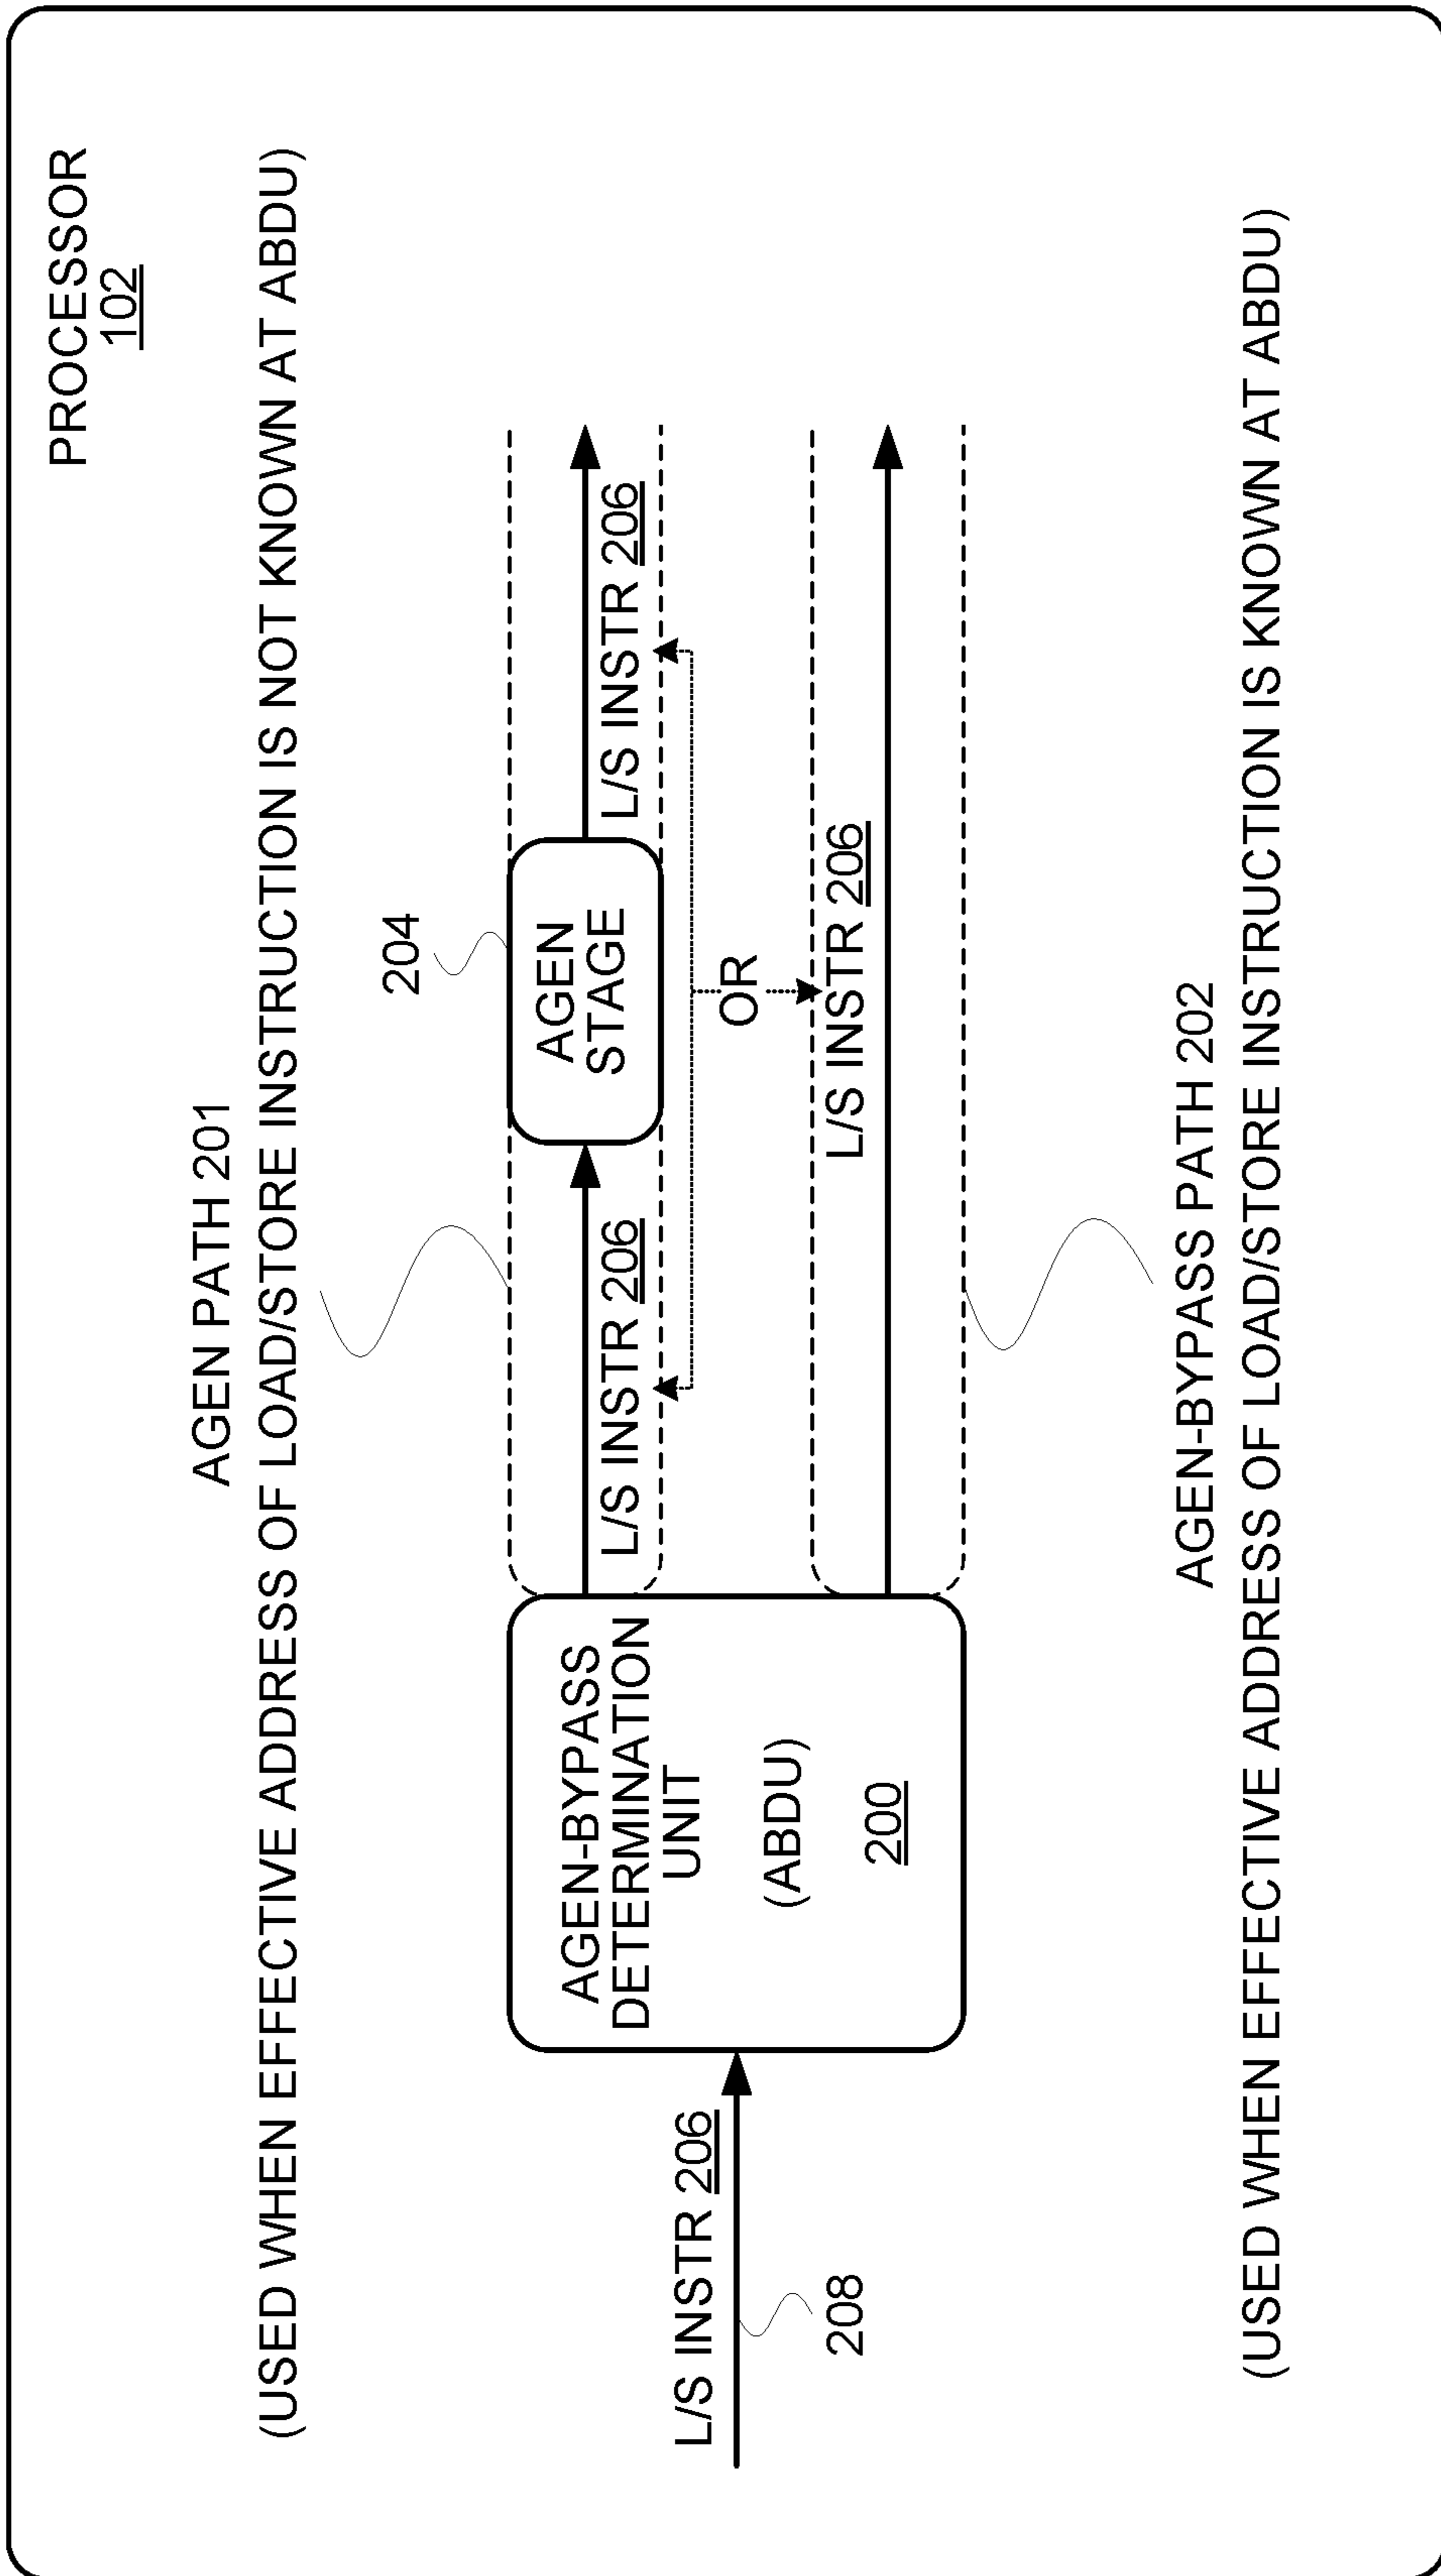 PROCESSOR
102
AGEN PATH 201
(USED WHEN EFFECTIVE ADDRESS OF LOAD/STORE INSTRUCTION IS NOT KNOWN AT ABDU)
204
AGEN
STAGE
L/S INSTR 206
L/S INSTR 206
L/S INSTR 206
208
AGEN-BYPASS
DETERMINATION
UNIT
(ABDU)
200
OR
L/S INSTR 206
AGEN-BYPASS PATH 202
(USED WHEN EFFECTIVE ADDRESS OF LOAD/STORE INSTRUCTION IS KNOWN AT ABDU)